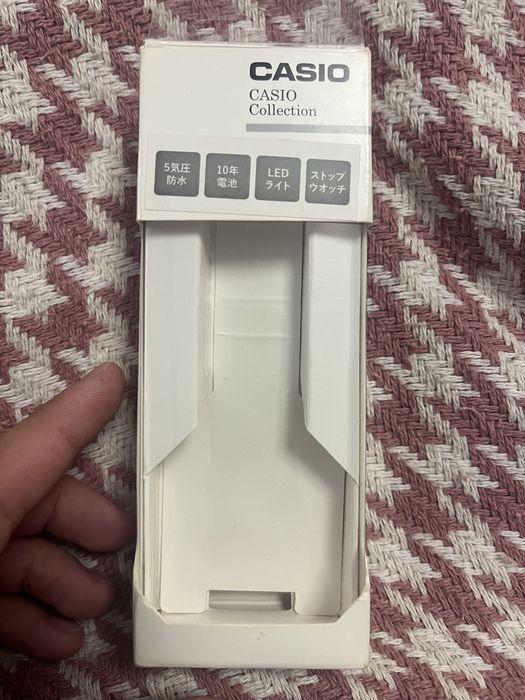 CASIO
CASIO
Collection
5気圧
防水
10年
電池
LED
ライト
ストップ
ウオッチ